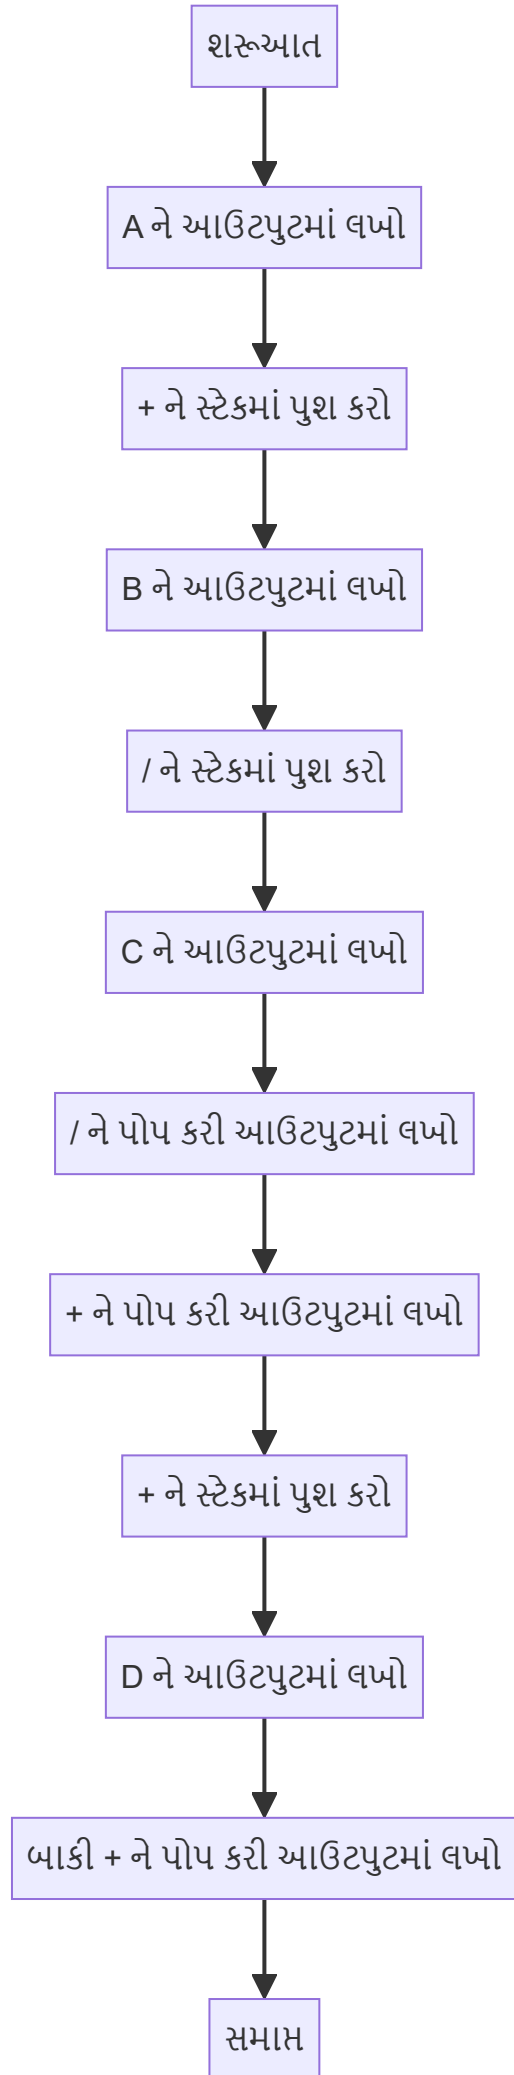 શરૂઆત
A ને આઉટપુટમાં લખો
+ ને સ્ટેકમાં પુશ કરો
B ને આઉટપુટમાં લખો
/ ને સ્ટેકમાં પુશ કરો
C ને આઉટપુટમાં લખો
/ ને પોપ કરી આઉટપુટમાં લખો
+ ને પોપ કરી આઉટપુટમાં લખો
+ ને સ્ટેકમાં પુશ કરો
D ને આઉટપુટમાં લખો
બાકી + ને પોપ કરી આઉટપુટમાં લખો
સમાપ્ત